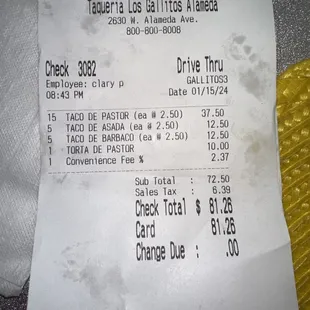 Taqueria Los Gallitos Alameda
2630 W. Alameda Ave.
800-800-8008
Check 3082 Drive Thru
Employee: clary p GALLITOS3
08:43 PM Date 01/15/24
15 TACO DE PASTOR (ea @ 2.50) 37.50
5 TACO DE ASADA (ea @ 2.50) 12.50
5 TACO DE BARBACO (ea @ 2.50) 12.50
1 TORTA DE PASTOR 10.00
1 Convenience Fee % 2.37
Sub Total : 72.50
Sales Tax : 6.39
Check Total $ 81.26
Card 81.26
Change Due : .00